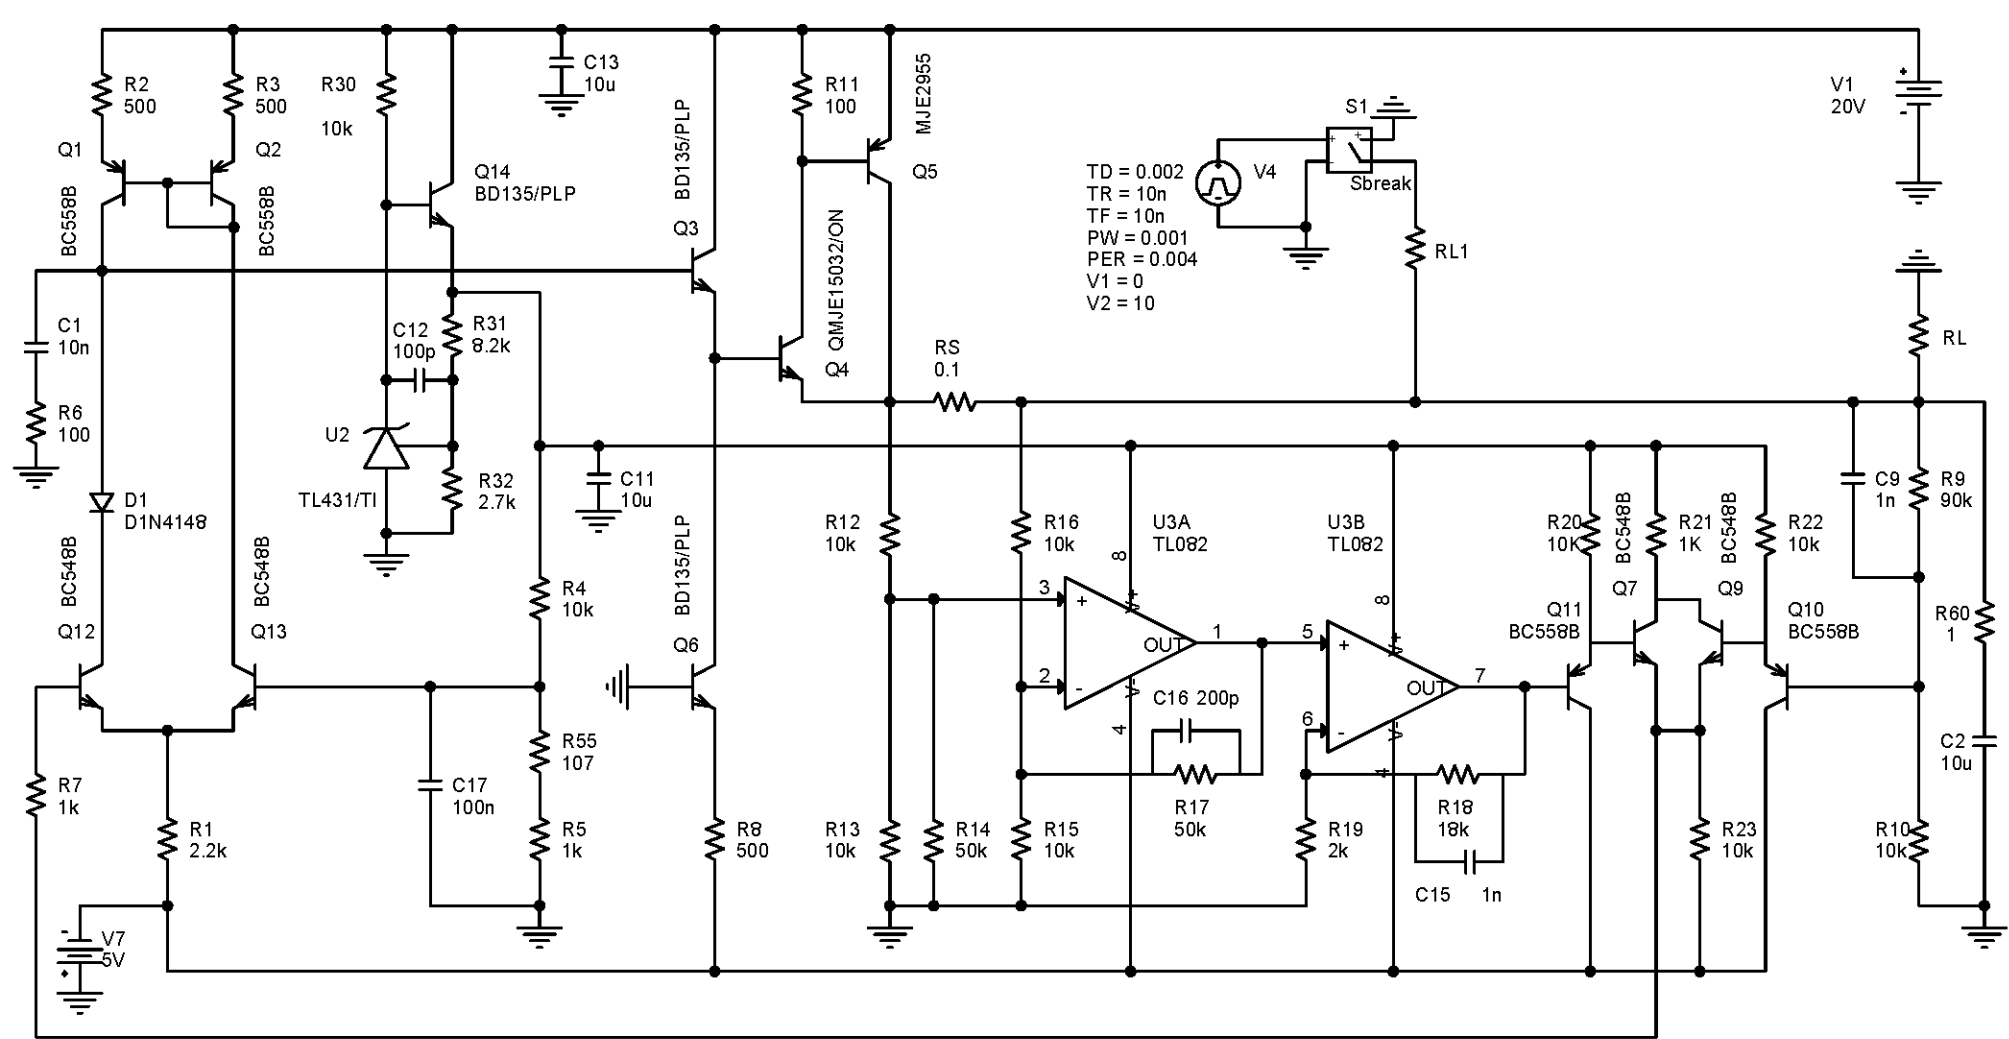 R2
500
R3
500
R30
10k
C13
10u
R11
100
MJE2955
S1
V1
20V
Q1
Q2
BC558B
BC558B
Q14
BD135/PLP
BD135/PLP
Q5
TD = 0.002
TR = 10n
TF = 10n
PW = 0.001
PER = 0.004
V1 = 0
V2 = 10
V4
Sbreak
Q3
QMJE15032/ON
RL1
C1
10n
C12
100p
R31
8.2k
Q4
RS
0.1
RL
R6
100
U2
TL431/TI
R32
2.7k
C11
10u
D1
D1N4148
BC548B
BC548B
BD135/PLP
R12
10k
R16
10k
U3A
TL082
U3B
TL082
R20
10K
BC548B
R21
1K
BC548B
R22
10k
C9
1n
R9
90k
Q12
Q13
R4
10k
Q6
8
8
3
+
V+
OUT
1
2
-
V-
4
5
+
V+
OUT
7
6
-
V-
4
Q11
BC558B
Q7
Q9
Q10
BC558B
R60
1
C16 200p
R7
1k
R1
2.2k
R55
107
C17
100n
R5
1k
R8
500
R13
10k
R14
50k
R15
10k
R17
50k
R19
2k
R18
18k
C15
1n
R23
10k
R10
10k
C2
10u
V7
5V